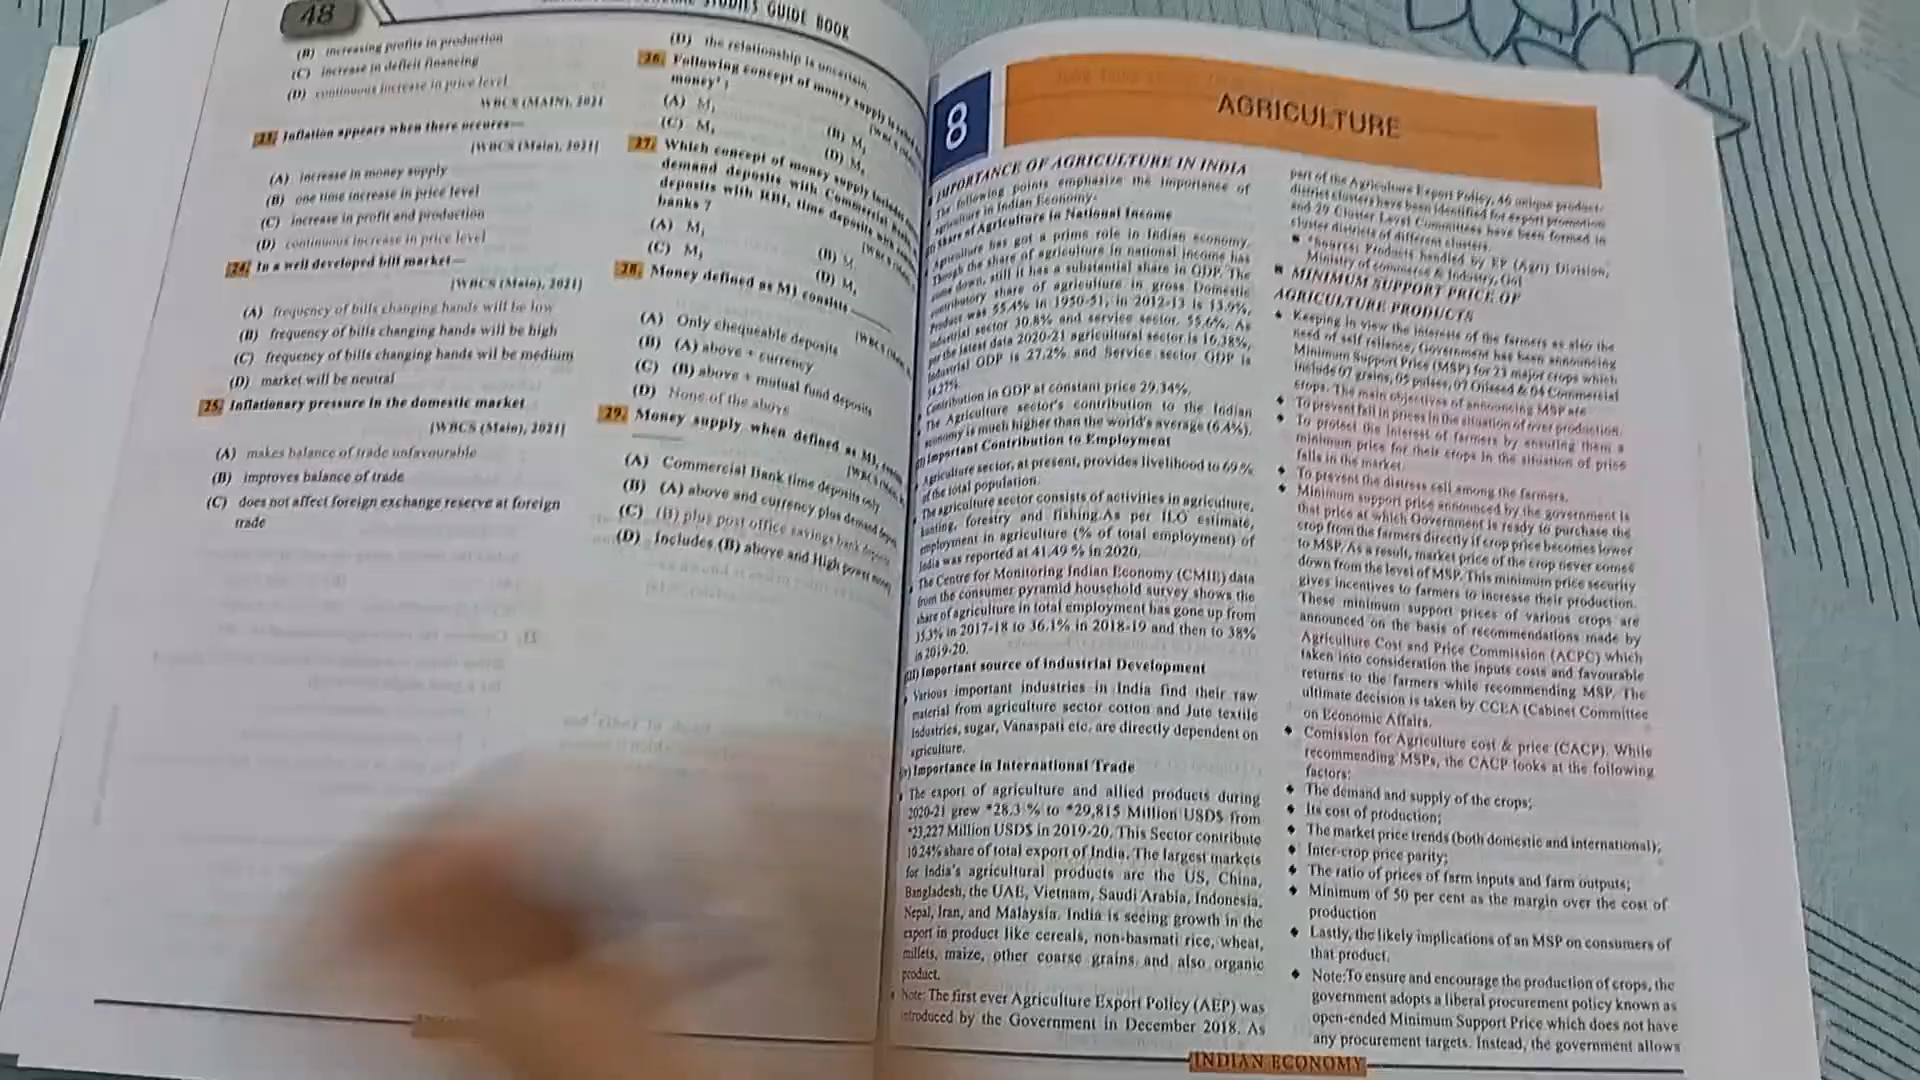 48
STUDIES GUIDE BOOK
(B) increasing profits in production
(C) increase in deficit financing
(D) continuous increase in price level
WBCS (MAIN), 2021
23. Inflation appears when there occures—
[WBCS (Main), 2021]
(A) increase in money supply
(B) one time increase in price level
(C) increase in profit and production
(D) continuous increase in price level
24. In a well developed bill market—
[WBCS (Main), 2021]
(A) frequency of bills changing hands will be low
(B) frequency of bills changing hands will be high
(C) frequency of bills changing hands wil be medium
(D) market will be neutral
25. Inflationary pressure in the domestic market
[WBCS (Main), 2021]
(A) makes balance of trade unfavourable
(B) improves balance of trade
(C) does not affect foreign exchange reserve at foreign
trade
(D) the relationship is uncertain
26. Following concept of money supply is
money' :
(A) M
(B) M
(C) M
(D) M
27. Which concept of money supply
demand deposits with Commercial
deposits with RBI, time deposits with
banks ?
(A) M
(B) M
(C) M
(D) M
28. Money defined as M1 consists
[WBCS
(A) Only chequeable deposits
(B) (A) above + currency
(C) (B) above + mutual fund deposits
(D) None of the above
29. Money supply when defined as M
[WBCS
(A) Commercial Bank time deposits only
(B) (A) above and currency plus demand
(C) (B) plus post office savings bank
(D) Includes (B) above and High power
8
AGRICULTURE
IMPORTANCE OF AGRICULTURE IN INDIA
The following points emphasize the importance of
agriculture in Indian Economy.
Share of Agriculture in National Income
Agriculture has got a prime role in Indian economy.
Though the share of agriculture in national income has
come down, still it has a substantial share in GDP. The
contributory share of agriculture in gross Domestic
Product was 55.4% in 1950-51, in 2012-13 is 13.9%,
industrial sector 30.8% and service sector, 55.6%. As
per the latest data 2020-21 agricultural sector is 16.38%,
Industrial GDP is 27.2% and Service sector GDP is
Contribution in GDP at constant price 29.34%.
The Agriculture sector's contribution to the Indian
economy is much higher than the world's average (6.4%).
Important Contribution to Employment
Agriculture sector, at present, provides livelihood to 69%
of the total population.
The agriculture sector consists of activities in agriculture,
hunting, forestry and fishing.As per ILO estimate,
employment in agriculture (% of total employment) of
India was reported at 41.49 % in 2020.
The Centre for Monitoring Indian Economy (CMIE) data
from the consumer pyramid household survey shows the
share of agriculture in total employment has gone up from
35.3% in 2017-18 to 36.1% in 2018-19 and then to 38%
in 2019-20.
(iii) Important source of Industrial Development
Various important industries in India find their raw
material from agriculture sector cotton and Jute textile
industries, sugar, Vanaspati etc. are directly dependent on
agriculture.
Importance in International Trade
The export of agriculture and allied products during
2020-21 grew *28.3 % to *29,815 Million USD$ from
*23,227 Million USD$ in 2019-20. This Sector contribute
10.24% share of total export of India. The largest markets
for India's agricultural products are the US, China,
Bangladesh, the UAE, Vietnam, Saudi Arabia, Indonesia,
Nepal, Iran, and Malaysia. India is seeing growth in the
export in product like cereals, non-basmati rice, wheat,
millets, maize, other coarse grains and also organic
product.
Note: The first ever Agriculture Export Policy (AEP) was
introduced by the Government in December 2018. As
part of the Agriculture Export Policy, 46 unique product-
district clusters have been identified for export promotion
and 29 Cluster Level Committees have been formed in
cluster districts of different clusters.
*Source: Products handled by EP (Agri) Division,
Ministry of commerce & Industry, GoI
MINIMUM SUPPORT PRICE OF
AGRICULTURE PRODUCTS
Keeping in view the interests of the farmers as also the
need of self reliance, Government has been announcing
Minimum Support Price (MSP) for 23 major crops which
include 07 grains, 05 pulses, 07 Oilseed & 04 Commercial
crops. The main objectives of announcing MSP are
To prevent fall in prices in the situation of over production.
To protect the interest of farmers by ensuring them a
minimum price for their crops in the situation of price
falls in the market.
To prevent the distress cell among the farmers.
Minimum support price announced by the government is
that price at which Government is ready to purchase the
crop from the farmers directly if crop price becomes lower
to MSP. As a result, market price of the crop never comes
down from the level of MSP. This minimum price security
gives incentives to farmers to increase their production.
These minimum support prices of various crops are
announced on the basis of recommendations made by
Agriculture Cost and Price Commission (ACPC) which
taken into consideration the inputs costs and favourable
returns to the farmers while recommending MSP. The
ultimate decision is taken by CCEA (Cabinet Committee
on Economic Affairs.
Comission for Agriculture cost & price (CACP). While
recommending MSPs, the CACP looks at the following
factors:
The demand and supply of the crops;
Its cost of production;
The market price trends (both domestic and international);
Inter-crop price parity;
The ratio of prices of farm inputs and farm outputs;
Minimum of 50 per cent as the margin over the cost of
production
Lastly, the likely implications of an MSP on consumers of
that product.
Note:To ensure and encourage the production of crops, the
government adopts a liberal procurement policy known as
open-ended Minimum Support Price which does not have
any procurement targets. Instead, the government allows
INDIAN ECONOMY